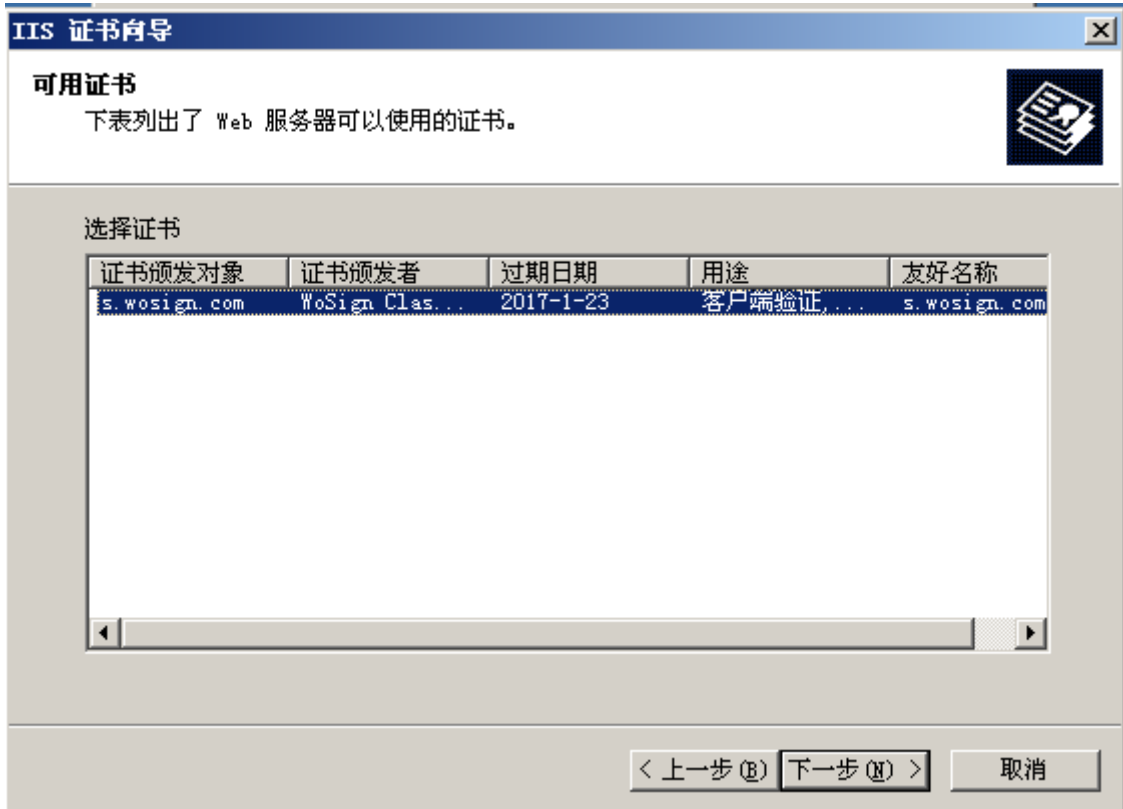 IIS 证书向导
可用证书
下表列出了 Web 服务器可以使用的证书。
选择证书
证书颁发对象 证书颁发者 过期日期 用途 友好名称
s.wosign.com WoSign Clas... 2017-1-23 客户端验证,... s.wosign.com
< 上一步(B) 下一步(N) > 取消